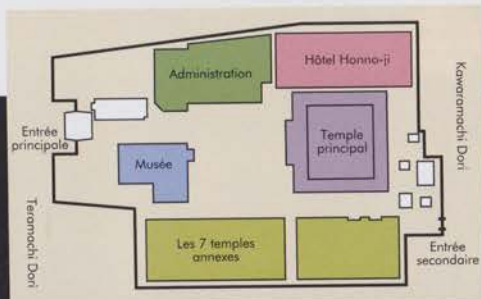 Administration
Hôtel Honno-ji
Kawaramachi Dori
Entrée
principale
Temple
principal
Musée
Teramachi Dori
Les 7 temples
annexes
Entrée
secondaire